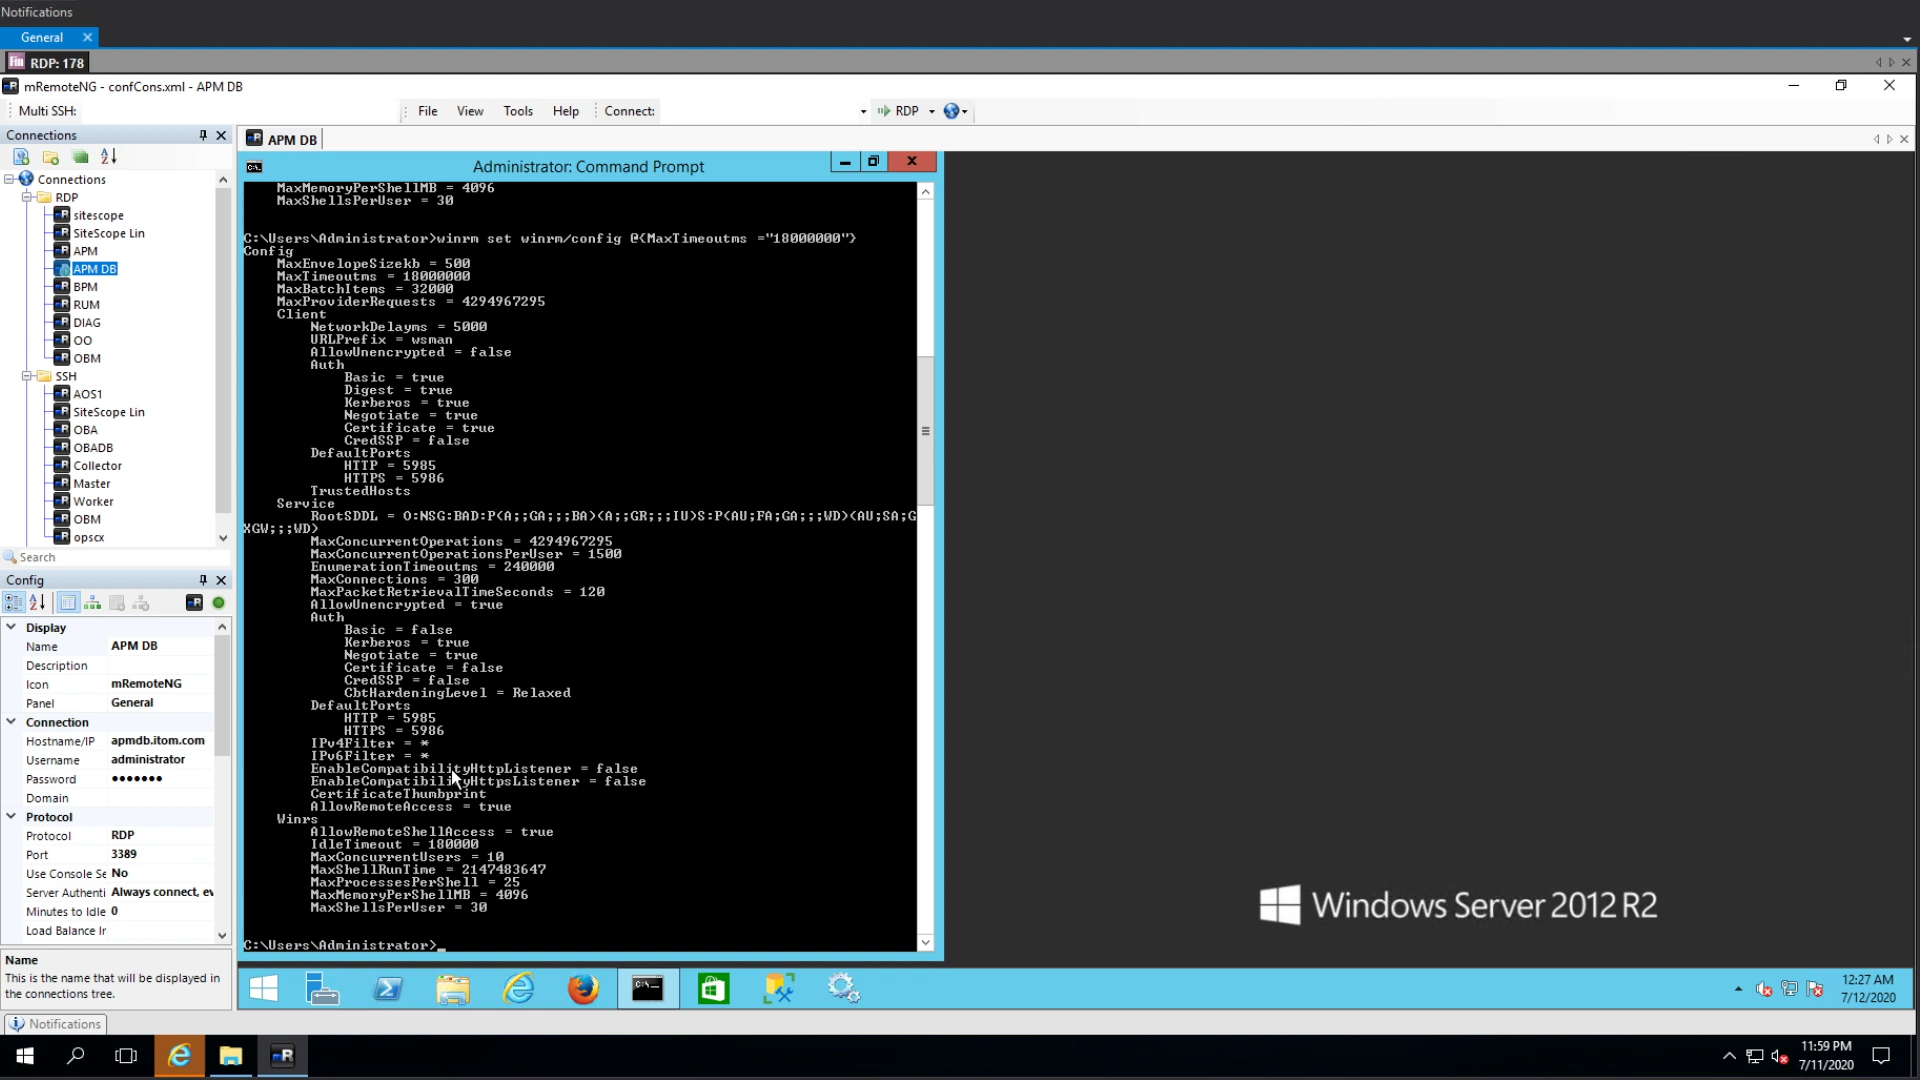 Notifications
General
Fin RDP: 178
mRemoteNG - confCons.xml - APM DB
Multi SSH:
File View Tools Help Connect: RDP
Connections
APM DB
Administrator: Command Prompt
Connections
RDP
sitescope
SiteScope Lin
APM
APM DB
BPM
RUM
DIAG
OO
OBM
SSH
AOS1
SiteScope Lin
OBA
OBADB
Collector
Master
Worker
OBM
opscx
Search
Config
Display
Name APM DB
Description
Icon mRemoteNG
Panel General
Connection
Hostname/IP apmdb.itom.com
Username administrator
Password •••••••
Domain
Protocol
Protocol RDP
Port 3389
Use Console Se No
Server Authenti Always connect, ev
Minutes to Idle 0
Load Balance Ir
Name
This is the name that will be displayed in
the connections tree.
Notifications
MaxMemoryPerShellMB = 4096
MaxShellsPerUser = 30
C:\Users\Administrator>winrm set winrm/config @{MaxTimeoutms ="18000000"}
Config
MaxEnvelopeSizekb = 500
MaxTimeoutms = 18000000
MaxBatchItems = 32000
MaxProviderRequests = 4294967295
Client
NetworkDelayms = 5000
URLPrefix = wsman
AllowUnencrypted = false
Auth
Basic = true
Digest = true
Kerberos = true
Negotiate = true
Certificate = true
CredSSP = false
DefaultPorts
HTTP = 5985
HTTPS = 5986
TrustedHosts
Service
RootSDDL = O:NSG:BAD:P(A;;GA;;;BA)(A;;GR;;;IU)S:P(AU;FA;GA;;;WD)(AU;SA;G
XGW;;;WD)
MaxConcurrentOperations = 4294967295
MaxConcurrentOperationsPerUser = 1500
EnumerationTimeoutms = 240000
MaxConnections = 300
MaxPacketRetrievalTimeSeconds = 120
AllowUnencrypted = true
Auth
Basic = false
Kerberos = true
Negotiate = true
Certificate = false
CredSSP = false
CbtHardeningLevel = Relaxed
DefaultPorts
HTTP = 5985
HTTPS = 5986
IPv4Filter = *
IPv6Filter = *
EnableCompatibilityHttpListener = false
EnableCompatibilityHttpsListener = false
CertificateThumbprint
AllowRemoteAccess = true
Winrs
AllowRemoteShellAccess = true
IdleTimeout = 180000
MaxConcurrentUsers = 10
MaxShellRunTime = 2147483647
MaxProcessesPerShell = 25
MaxMemoryPerShellMB = 4096
MaxShellsPerUser = 30
C:\Users\Administrator>_
Windows Server 2012 R2
12:27 AM
7/12/2020
11:59 PM
7/11/2020